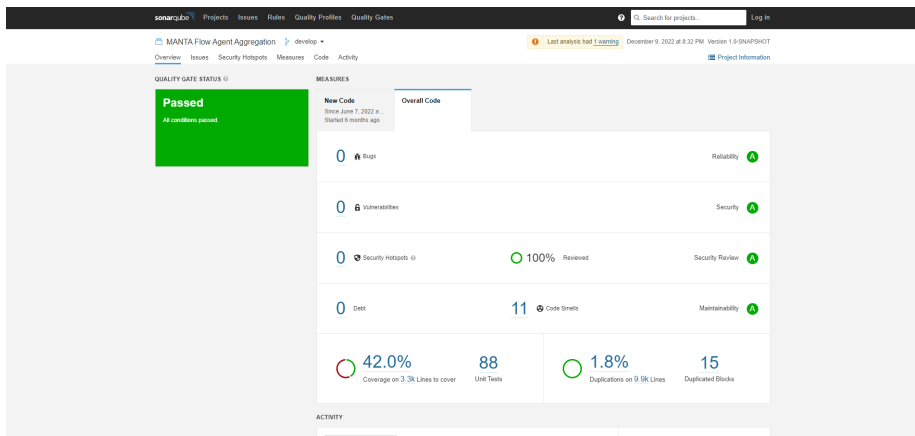 sonarqube Projects Issues Rules Quality Profiles Quality Gates Search for projects... Log in
MANTA Flow Agent Aggregation develop
Last analysis had 1 warning December 9, 2022 at 8:32 PM Version 1.0-SNAPSHOT
Overview Issues Security Hotspots Measures Code Activity Project Information
QUALITY GATE STATUS
Passed
All conditions passed.
MEASURES
New Code
Since June 7, 2022 a...
Started 6 months ago
Overall Code
0 Bugs Reliability A
0 Vulnerabilities Security A
0 Security Hotspots 100% Reviewed Security Review A
0 Debt 11 Code Smells Maintainability A
42.0%
Coverage on 3.3k Lines to cover
88
Unit Tests
1.8%
Duplications on 9.9k Lines
15
Duplicated Blocks
ACTIVITY